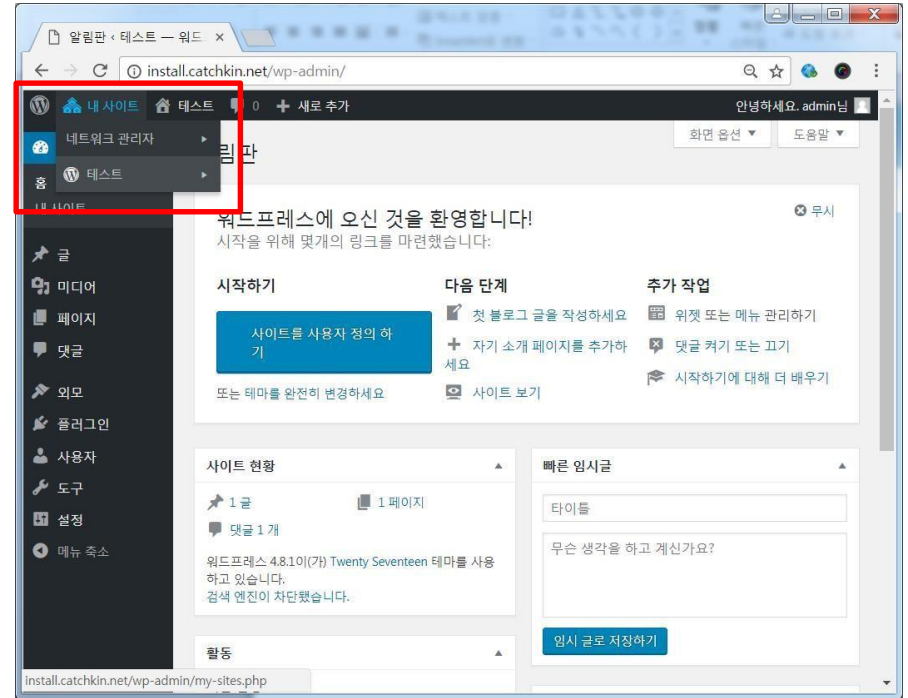 알림판 ‹ 테스트 — 워드
install.catchkin.net/wp-admin/
내 사이트 테스트 0 새로 추가 안녕하세요. admin님
네트워크 관리자
테스트
화면 옵션 ▼ 도움말 ▼
림판
홈
내 사이트
글
미디어
페이지
댓글
외모
플러그인
사용자
도구
설정
메뉴 축소
워드프레스에 오신 것을 환영합니다!
무시
시작을 위해 몇개의 링크를 마련했습니다:
시작하기
사이트를 사용자 정의 하
기
또는 테마를 완전히 변경하세요
다음 단계
첫 블로그 글을 작성하세요
자기 소개 페이지를 추가하
세요
사이트 보기
추가 작업
위젯 또는 메뉴 관리하기
댓글 켜기 또는 끄기
시작하기에 대해 더 배우기
사이트 현황
1 글 1 페이지
댓글 1 개
워드프레스 4.8.1이(가) Twenty Seventeen 테마를 사용
하고 있습니다.
검색 엔진이 차단됐습니다.
활동
빠른 임시글
타이틀
무슨 생각을 하고 계신가요?
임시 글로 저장하기
install.catchkin.net/wp-admin/my-sites.php